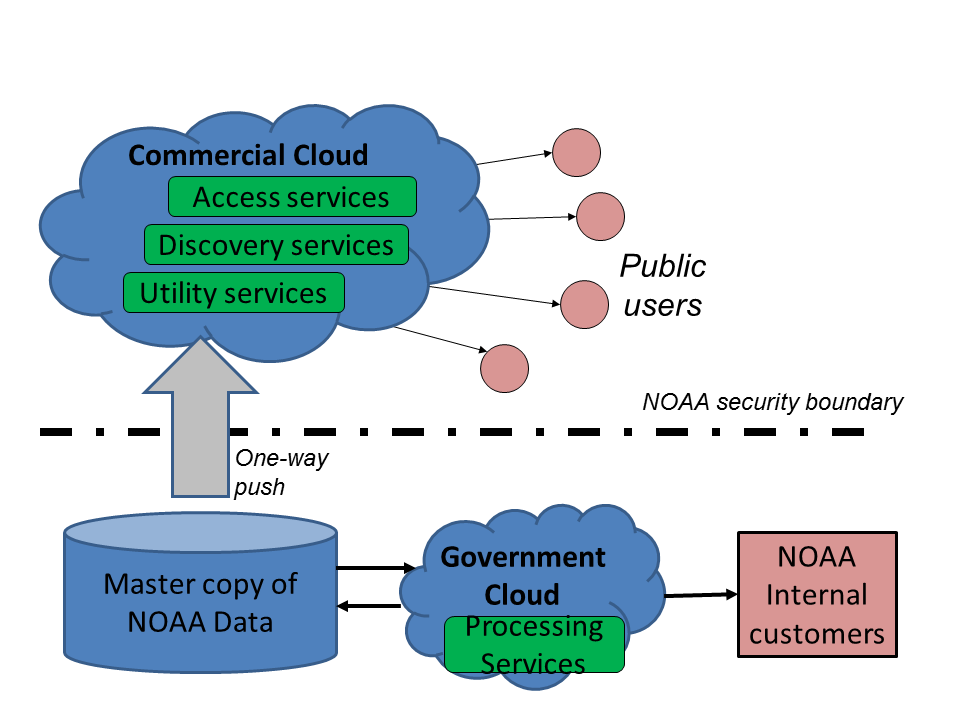 Commercial Cloud
Access services
Discovery services
Utility services
Public
users
NOAA security boundary
One-way
push
Master copy of
NOAA Data
Government
Cloud
Processing
Services
NOAA
Internal
customers